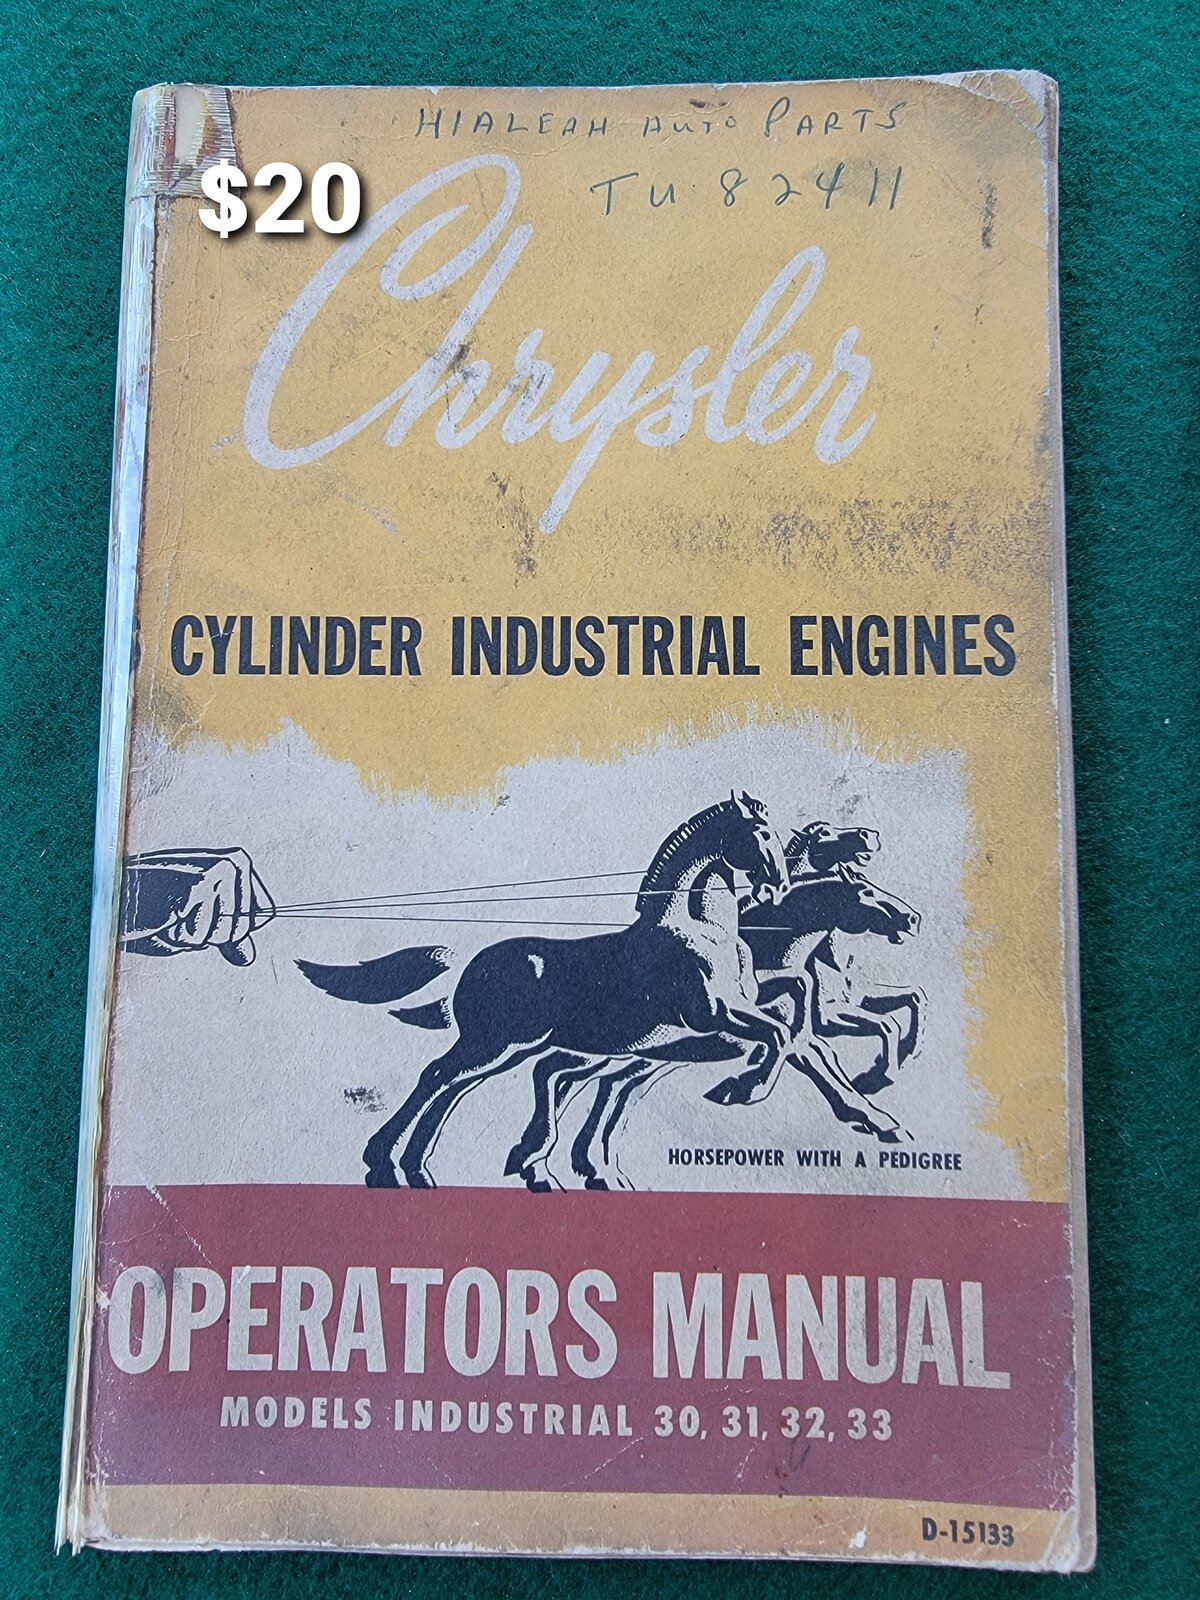 HIALEAH AUTO PARTS
TU 82411
$20
Chrysler
CYLINDER INDUSTRIAL ENGINES
HORSEPOWER WITH A PEDIGREE
OPERATORS MANUAL
MODELS INDUSTRIAL 30, 31, 32, 33
D-15133